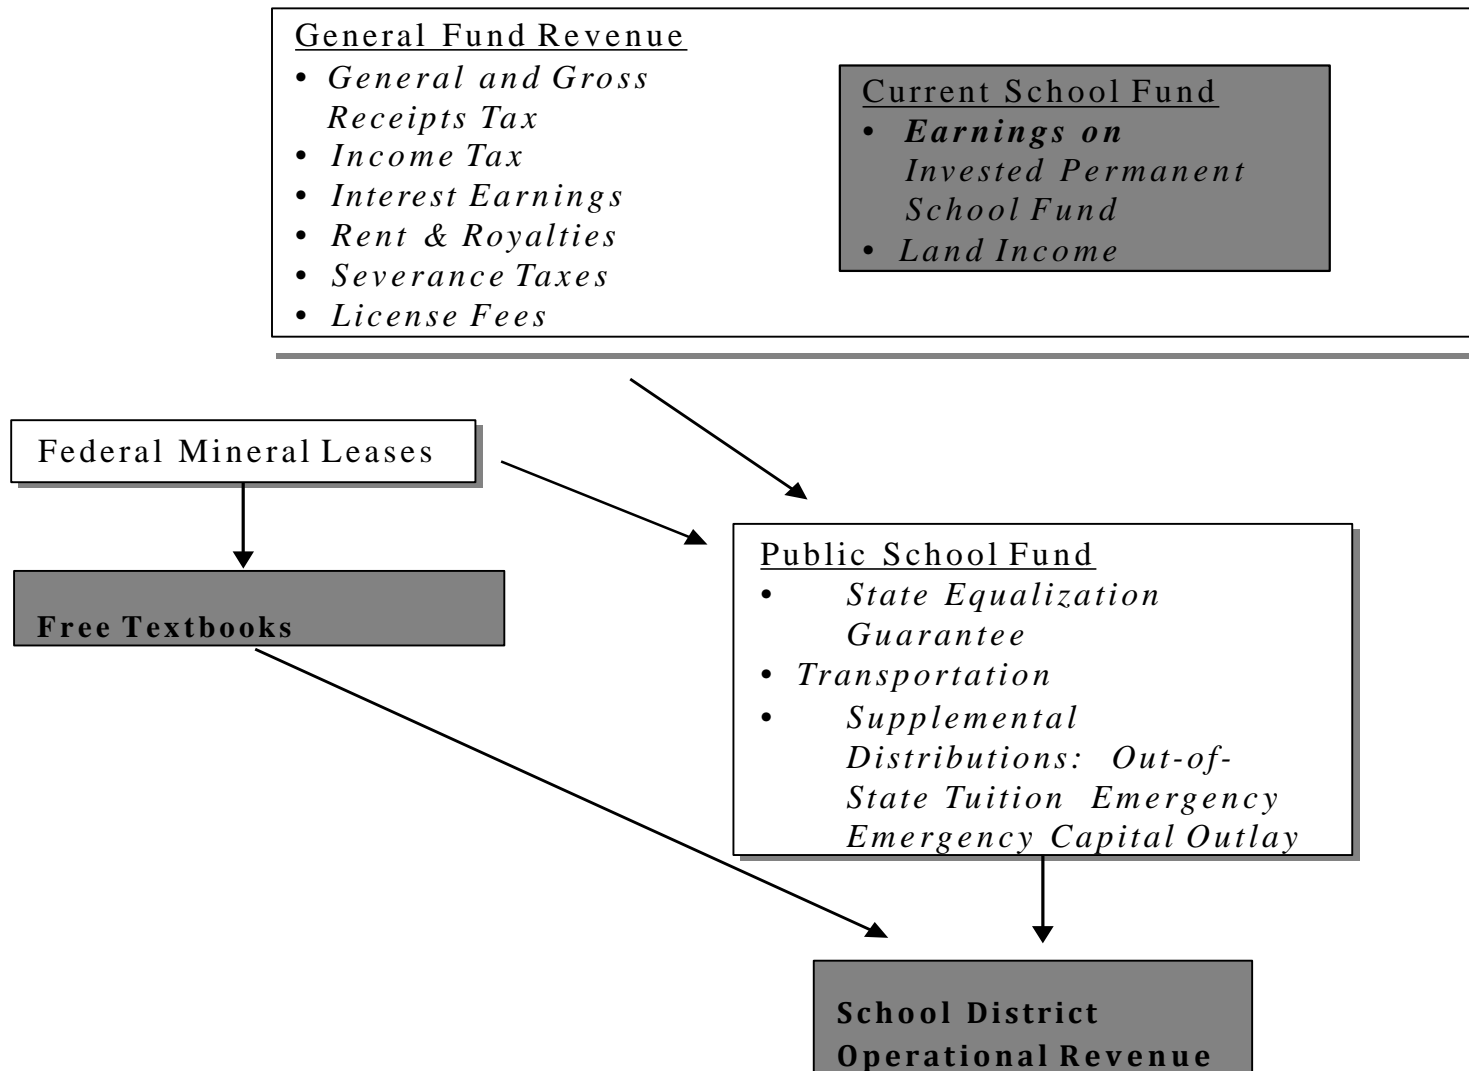 General Fund Revenue
• General and Gross
Receipts Tax
• Income Tax
• Interest Earnings
• Rent & Royalties
• Severance Taxes
• License Fees
Current School Fund
• Earnings on
Invested Permanent
School Fund
• Land Income
Federal Mineral Leases
Free Textbooks
Public School Fund
• State Equalization
Guarantee
• Transportation
• Supplemental
Distributions: Out-of-
State Tuition Emergency
Emergency Capital Outlay
School District
Operational Revenue